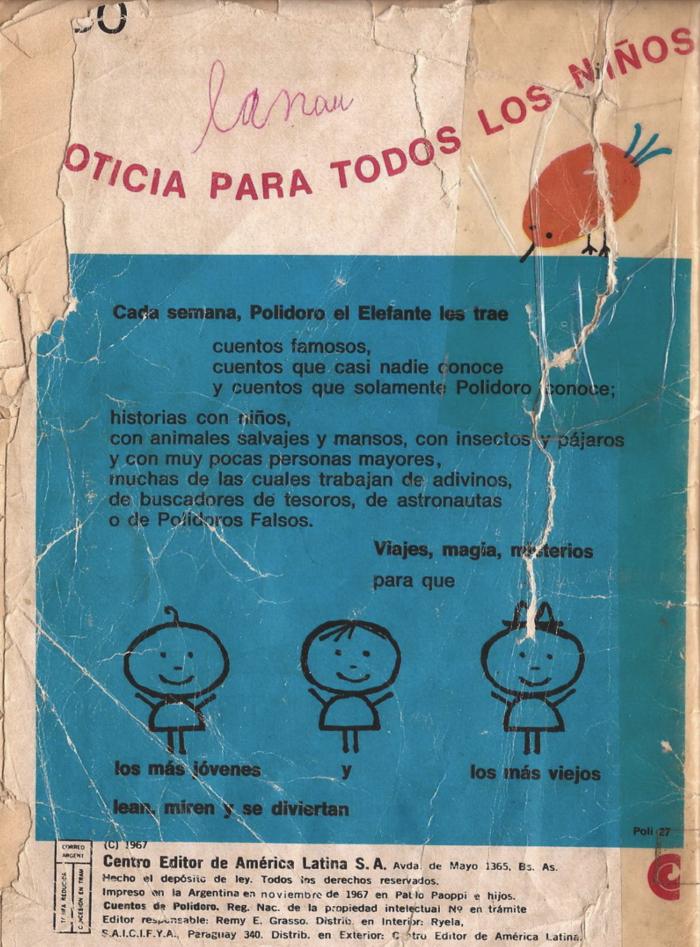 OTICIA PARA TODOS LOS NIÑOS
Cada semana, Polidoro el Elefante les trae
cuentos famosos,
cuentos que casi nadie conoce
y cuentos que solamente Polidoro conoce;
historias con niños,
con animales salvajes y mansos, con insectos y pájaros
y con muy pocas personas mayores,
muchas de las cuales trabajan de adivinos,
de buscadores de tesoros, de astronautas
o de Polidoros Falsos.
Viajes, magia, misterios
para que
los más jóvenes y los más viejos
lean, miren y se diviertan
Poli 27
(C) 1967
Centro Editor de América Latina S. A. Avda. de Mayo 1365, Bs. As.
Hecho el depósito de ley. Todos los derechos reservados.
Impreso en la Argentina en noviembre de 1967 en Pablo Paoppi e hijos.
Cuentos de Polidoro. Reg. Nac. de la propiedad intelectual Nº en trámite
Editor responsable: Remy E. Grasso. Distrib. en Interior: Ryela,
S.A.I.C.I.F.Y.A., Paraguay 340. Distrib. en Exterior: Centro Editor de América Latina.
CORREO
ARGENT